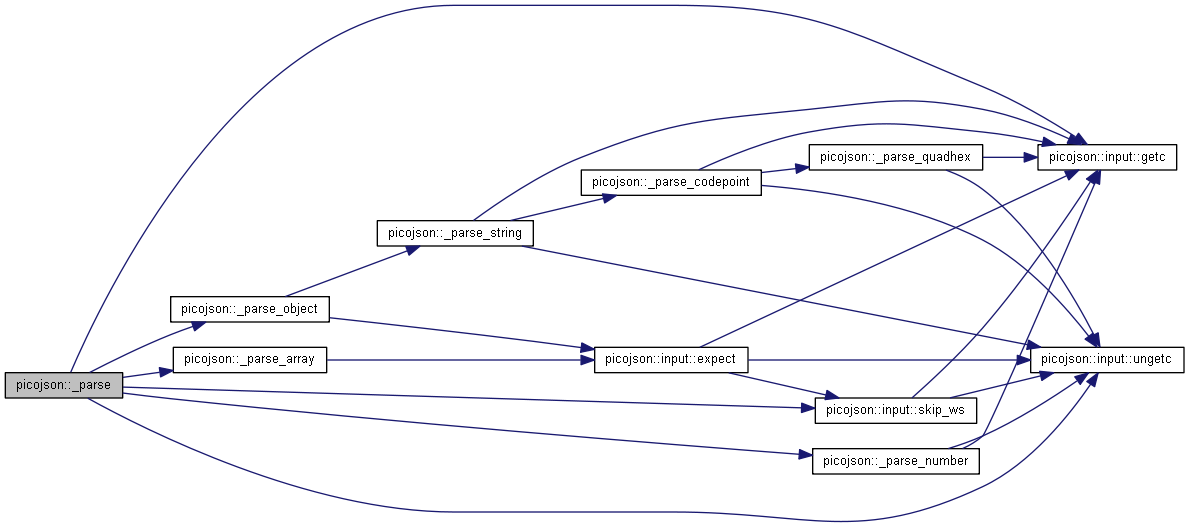 picojson::input::getc
picojson::_parse_quadhex
picojson::_parse_codepoint
picojson::_parse_string
picojson::_parse_object
picojson::_parse_array
picojson::input::expect
picojson::input::ungetc
picojson::_parse
picojson::input::skip_ws
picojson::_parse_number